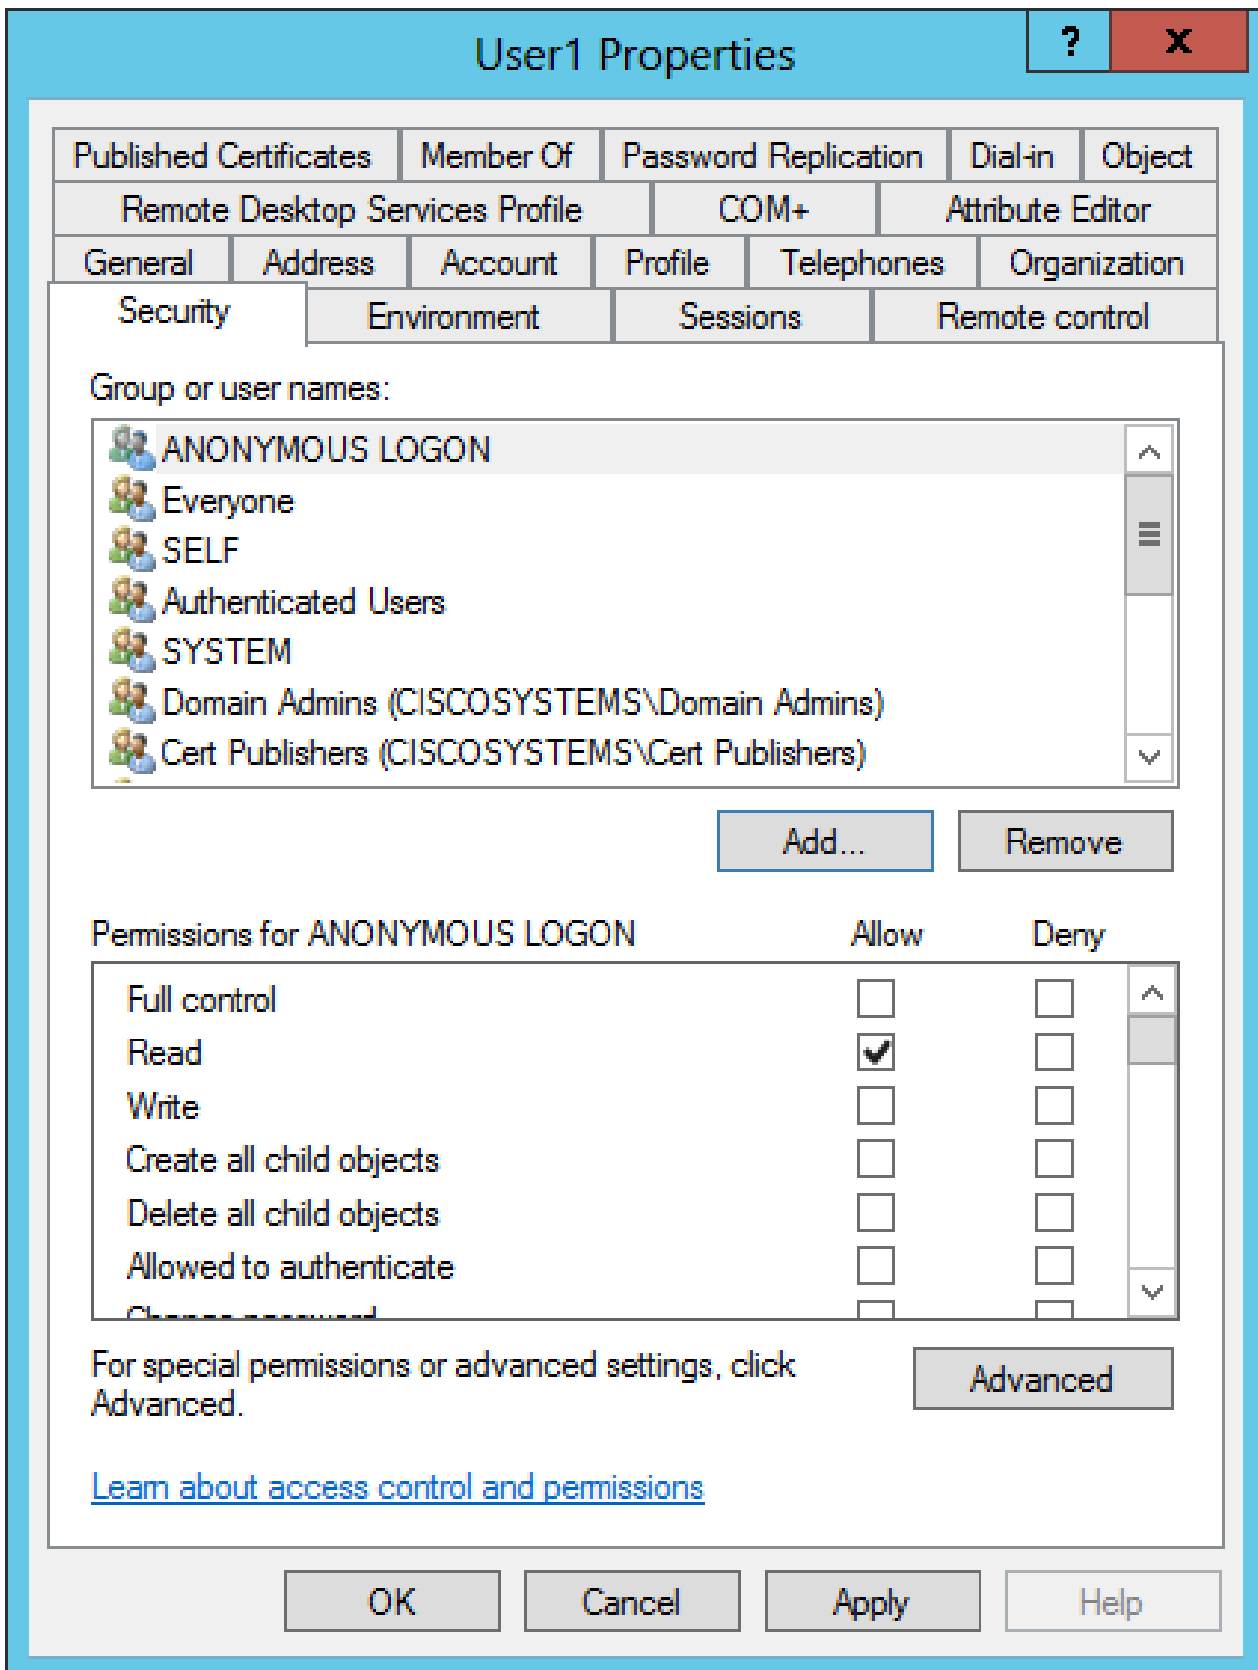 User1 Properties
?
x
Published Certificates Member Of Password Replication Dial-in Object
Remote Desktop Services Profile COM+ Attribute Editor
General Address Account Profile Telephones Organization
Security Environment Sessions Remote control
Group or user names:
ANONYMOUS LOGON
Everyone
SELF
Authenticated Users
SYSTEM
Domain Admins (CISCOSYSTEMS\Domain Admins)
Cert Publishers (CISCOSYSTEMS\Cert Publishers)
Add... Remove
Permissions for ANONYMOUS LOGON Allow Deny
Full control
Read
Write
Create all child objects
Delete all child objects
Allowed to authenticate
Change password
For special permissions or advanced settings, click
Advanced.
Advanced
Learn about access control and permissions
OK Cancel Apply Help